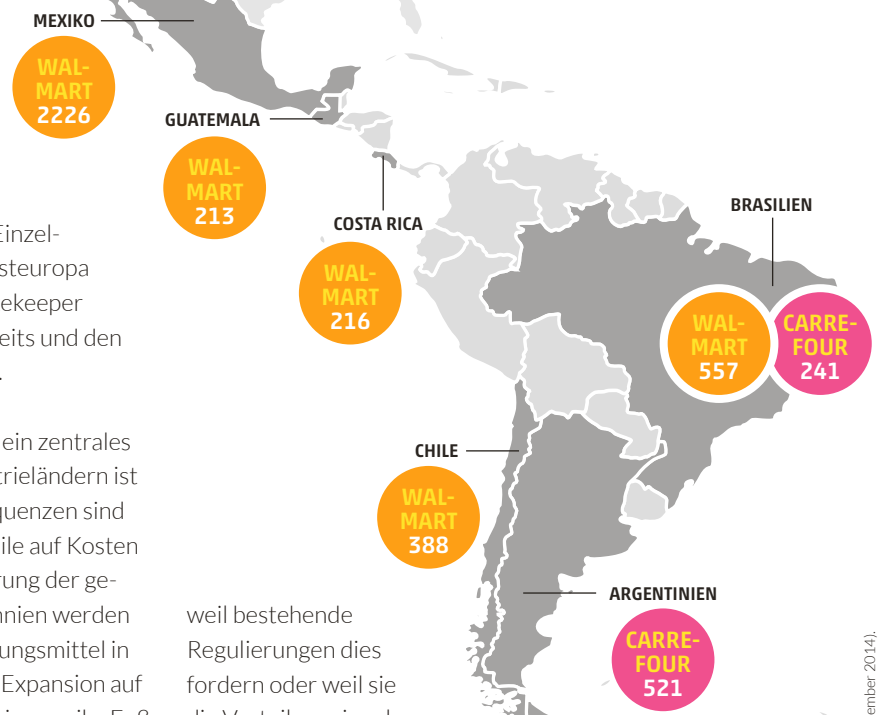 MEXIKO
WAL-
MART
2226
GUATEMALA
WAL-
MART
213
COSTA RICA
WAL-
MART
216
BRASILIEN
WAL-
MART
557
CARRE-
FOUR
241
CHILE
WAL-
MART
388
ARGENTINIEN
CARRE-
FOUR
521
Einzel-
steuropa
ekeeper
eits und den
ein zentrales
trieländern ist
quenzen sind
ile auf Kosten
rung der ge-
nnien werden
ungsmittel in
Expansion auf
weil bestehende
Regulierungen dies
fordern oder weil sie
ember 2014).